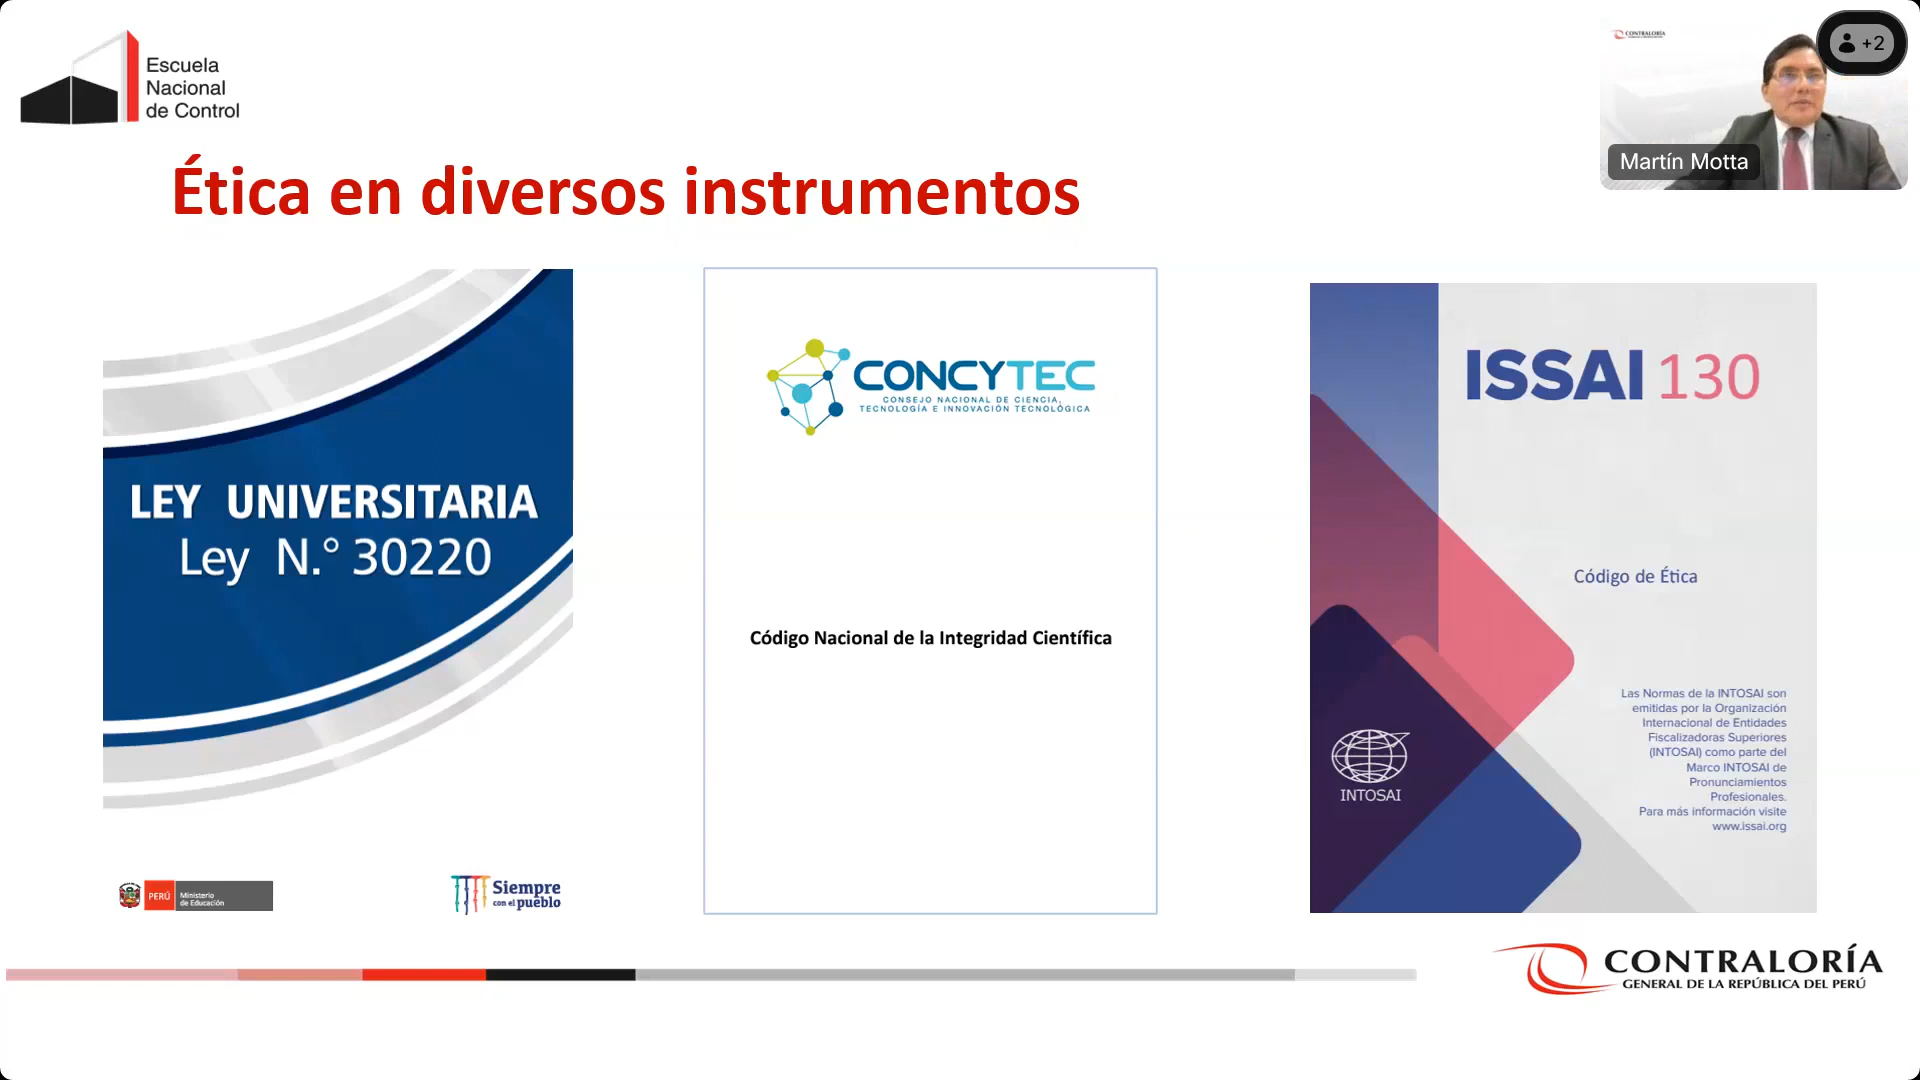 Escuela
Nacional
de Control
CONTRALORÍA
+2
Martín Motta
Ética en diversos instrumentos
LEY UNIVERSITARIA
Ley N.° 30220
PERÚ
Ministerio
de Educación
Siempre
con el pueblo
CONCYTEC
CONSEJO NACIONAL DE CIENCIA,
TECNOLOGÍA E INNOVACIÓN TECNOLÓGICA
Código Nacional de la Integridad Científica
ISSAI 130
Código de Ética
Las Normas de la INTOSAI son
emitidas por la Organización
Internacional de Entidades
Fiscalizadoras Superiores
(INTOSAI) como parte del
Marco INTOSAI de
Pronunciamientos
Profesionales.
Para más información visite
www.issai.org
INTOSAI
CONTRALORÍA
GENERAL DE LA REPÚBLICA DEL PERÚ